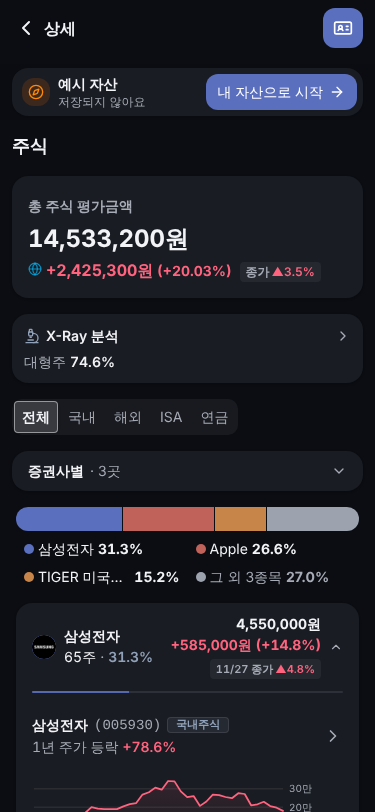 상세
예시 자산
저장되지 않아요
내 자산으로 시작
주식
총 주식 평가금액
14,533,200원
+2,425,300원 (+20.03%) 종가 ▲3.5%
X-Ray 분석
대형주 74.6%
전체 국내 해외 ISA 연금
증권사별 · 3곳
삼성전자 31.3% Apple 26.6%
TIGER 미국... 15.2% 그 외 3종목 27.0%
4,550,000원
SAMSUNG 삼성전자 +585,000원 (+14.8%)
65주 · 31.3%
11/27 종가 ▲4.8%
삼성전자 (005930) 국내주식
1년 주가 등락 +78.6%
30만
20만